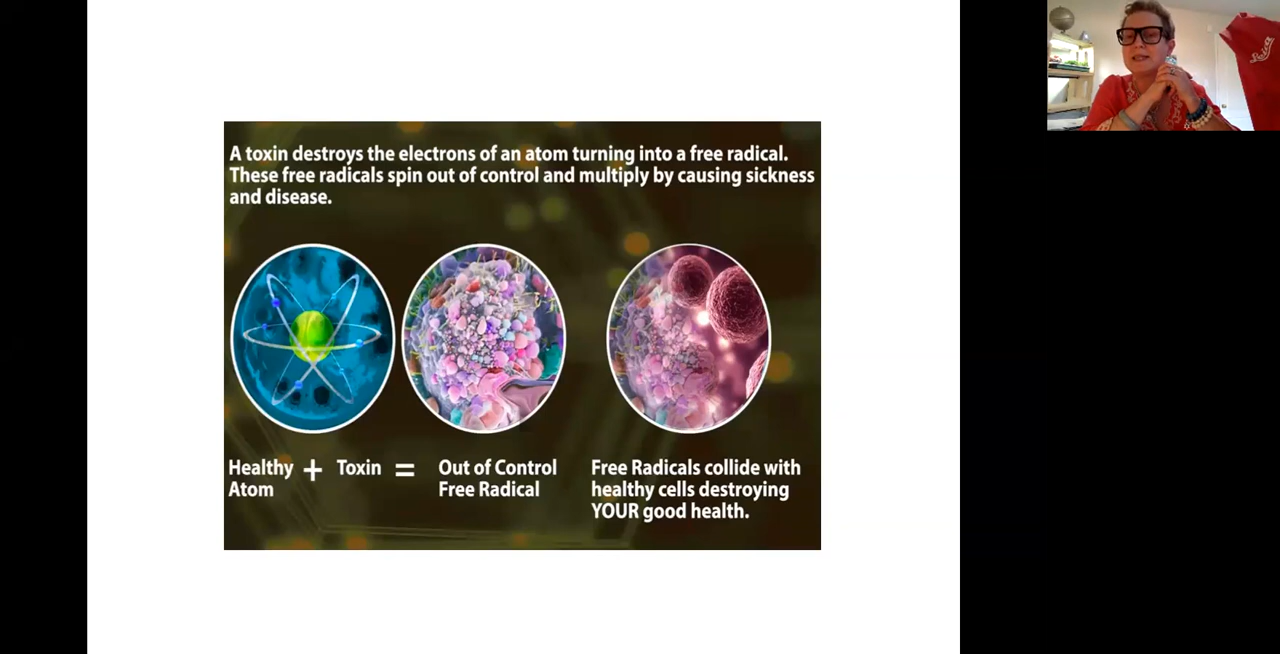 A toxin destroys the electrons of an atom turning into a free radical.
These free radicals spin out of control and multiply by causing sickness
and disease.
Healthy + Toxin = Out of Control
Atom Free Radical
Free Radicals collide with
healthy cells destroying
YOUR good health.